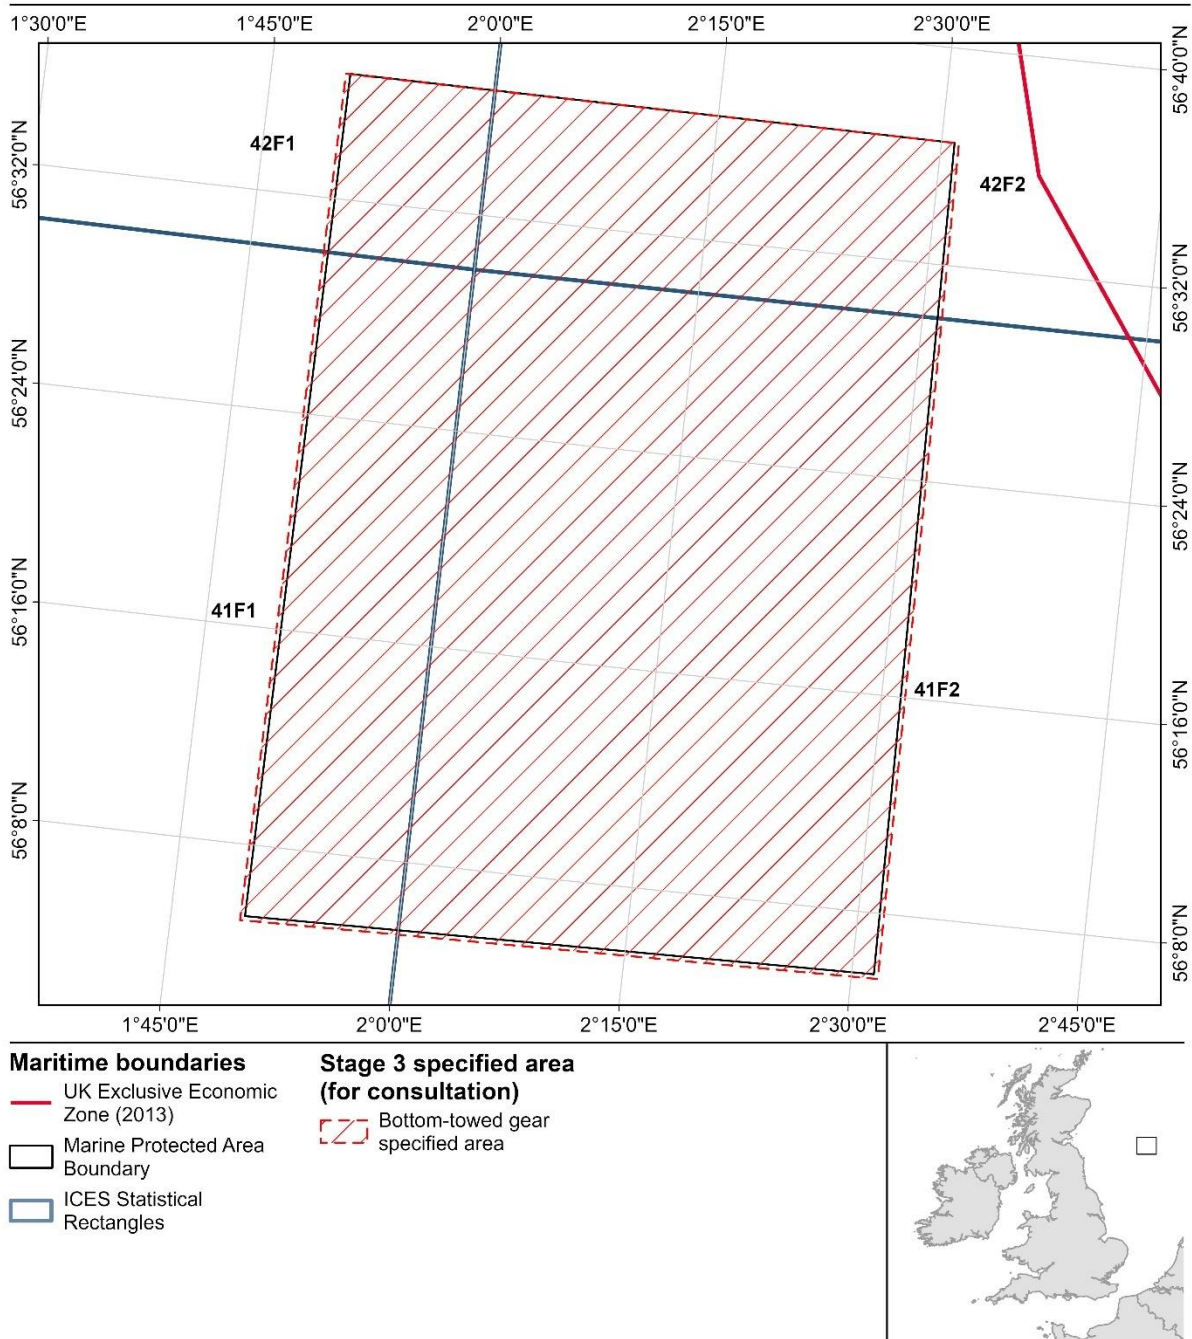 1°30'0"E 1°45'0"E 2°0'0"E 2°15'0"E 2°30'0"E
56°40'0"N
56°32'0"N
42F1
42F2
56°32'0"N
56°24'0"N
56°24'0"N
56°16'0"N
41F1
41F2
56°16'0"N
56°8'0"N
56°8'0"N
1°45'0"E 2°0'0"E 2°15'0"E 2°30'0"E 2°45'0"E
Maritime boundaries
UK Exclusive Economic
Zone (2013)
Marine Protected Area
Boundary
ICES Statistical
Rectangles
Stage 3 specified area
(for consultation)
Bottom-towed gear
specified area